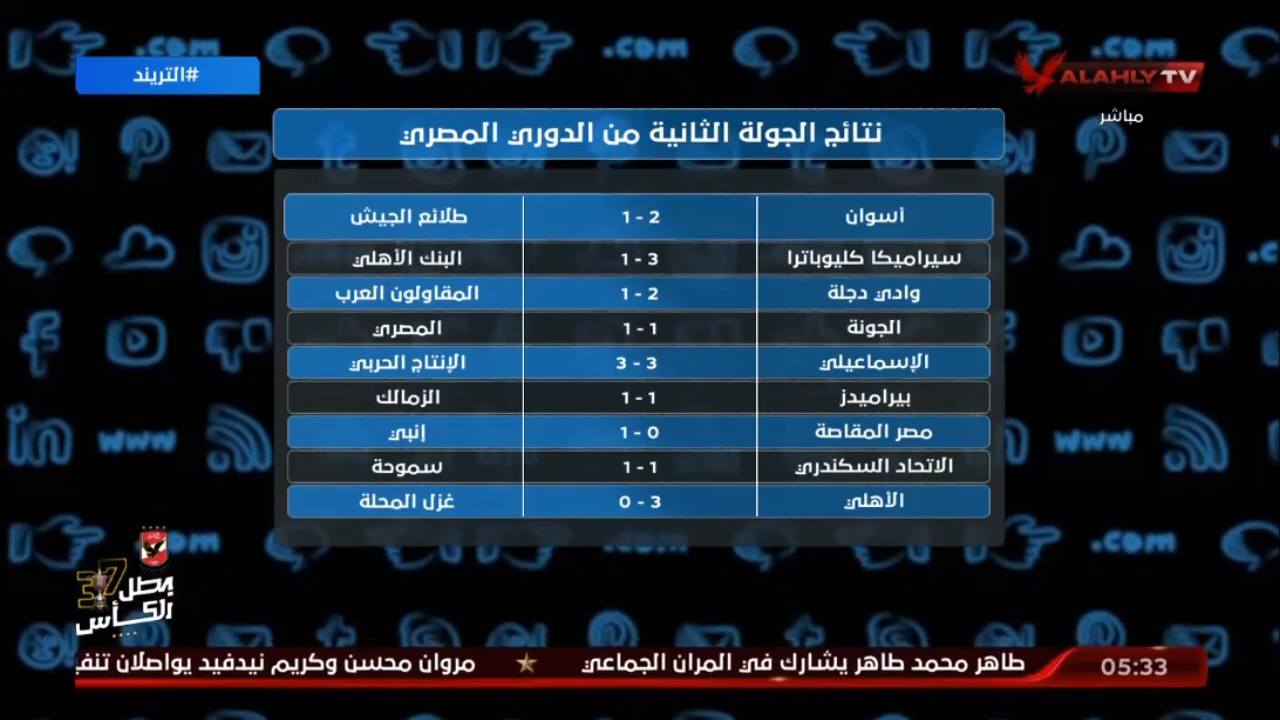 #التريند
ALAHLY TV
مباشر
نتائج الجولة الثانية من الدوري المصري
أسوان 1 - 2 طلائع الجيش
سيراميكا كليوباترا 1 - 3 البنك الأهلي
وادي دجلة 1 - 2 المقاولون العرب
الجونة 1 - 1 المصري
الإسماعيلي 3 - 3 الإنتاج الحربي
بيراميدز 1 - 1 الزمالك
مصر المقاصة 1 - 0 إنبي
الاتحاد السكندري 1 - 1 سموحة
الأهلي 0 - 3 غزل المحلة
37
بطل
الكأس
05:33 طاهر محمد طاهر يشارك في المران الجماعي مروان محسن وكريم نيدفيد يواصلان تنفي